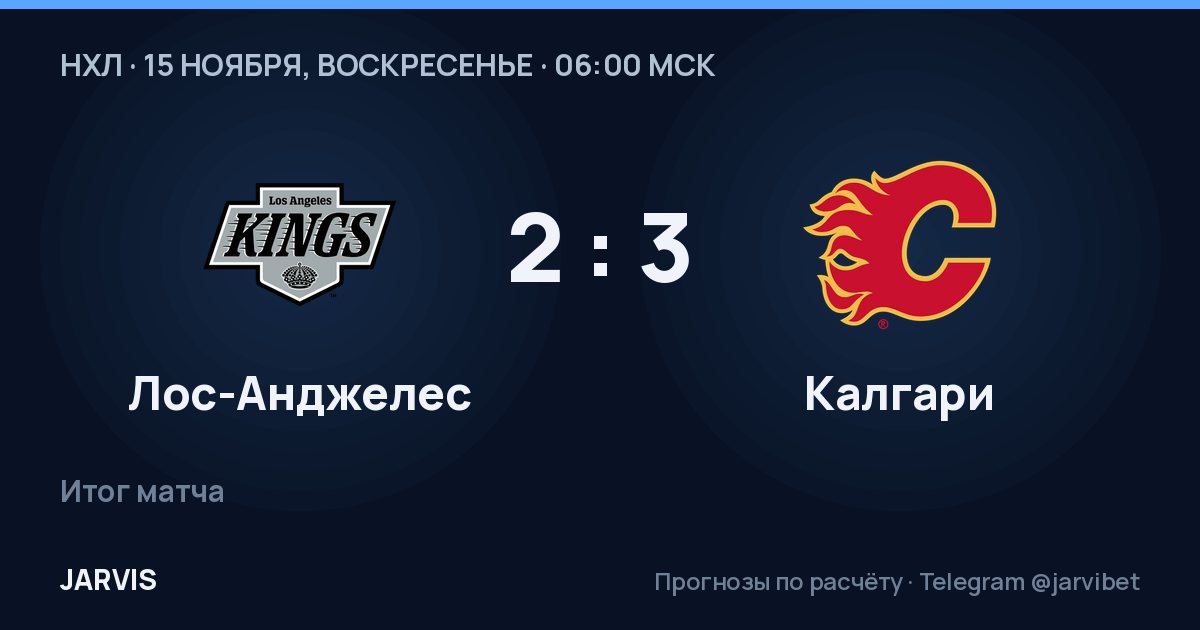 НХЛ · 15 НОЯБРЯ, ВОСКРЕСЕНЬЕ · 06:00 МСК
Los Angeles
KINGS
2 : 3
Лос-Анджелес
Калгари
Итог матча
JARVIS
Прогнозы по расчёту · Telegram @jarvibet